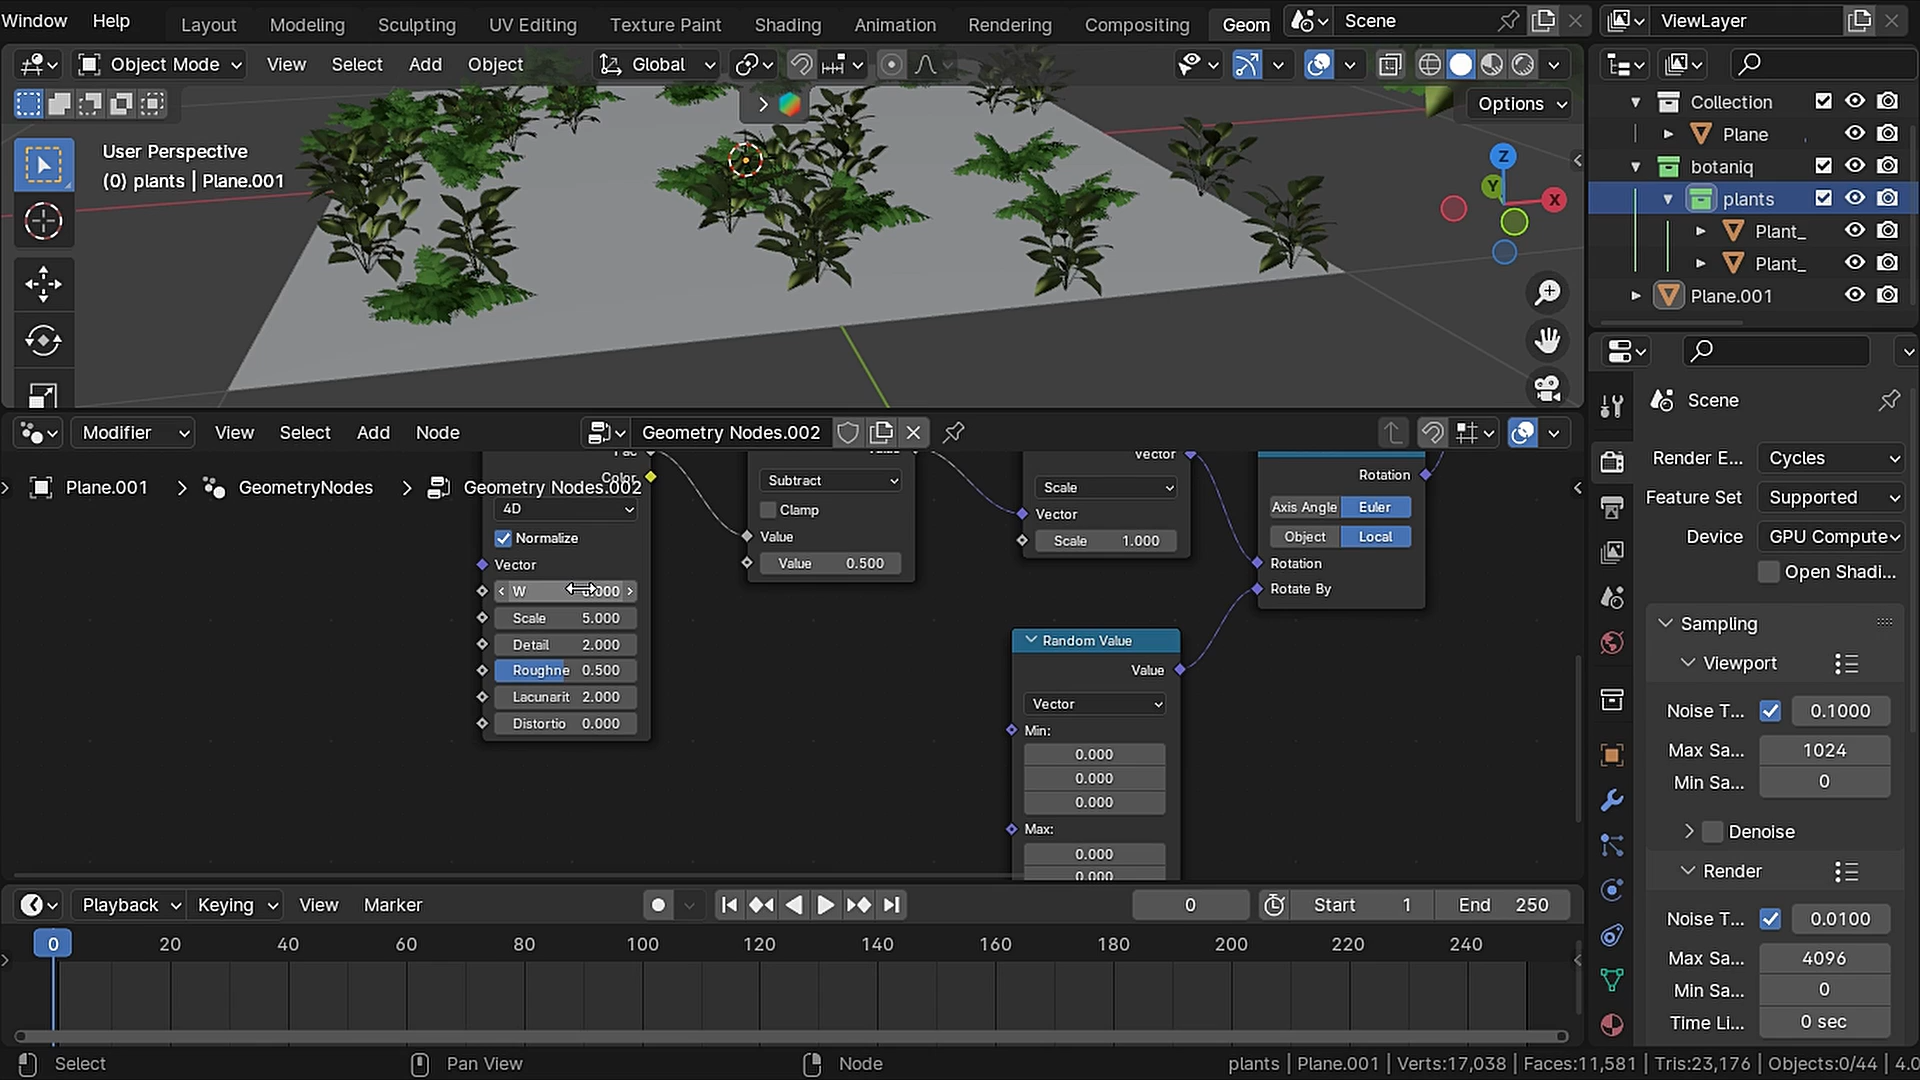 Window Help Layout Modeling Sculpting UV Editing Texture Paint Shading Animation Rendering Compositing Geom Scene ViewLayer
Object Mode View Select Add Object Global
Options
User Perspective
(0) plants | Plane.001
Z
Y
X
Collection
Plane
botaniq
plants
Plant_
Plant_
Plane.001
Modifier View Select Add Node Geometry Nodes.002
Plane.001 > GeometryNodes > Geometry Nodes.002
Color
4D
Normalize
Vector
W
Scale 5.000
Detail 2.000
Roughne 0.500
Lacunarit 2.000
Distortio 0.000
Subtract
Clamp
Value
Value 0.500
Vector
Scale
Vector
Scale 1.000
Rotation
Axis Angle Euler
Object Local
Rotation
Rotate By
Random Value
Value
Vector
Min:
0.000
0.000
0.000
Max:
0.000
0.000
Scene
Render E... Cycles
Feature Set Supported
Device GPU Compute
Open Shadi...
Sampling
Viewport
Noise T... 0.1000
Max Sa... 1024
Min Sa... 0
Denoise
Render
Noise T... 0.0100
Max Sa... 4096
Min Sa... 0
Time Li... 0 sec
Playback Keying View Marker 0 Start 1 End 250
0 20 40 60 80 100 120 140 160 180 200 220 240
Select Pan View Node plants | Plane.001 | Verts:17,038 | Faces:11,581 | Tris:23,176 | Objects:0/44 | 4.0